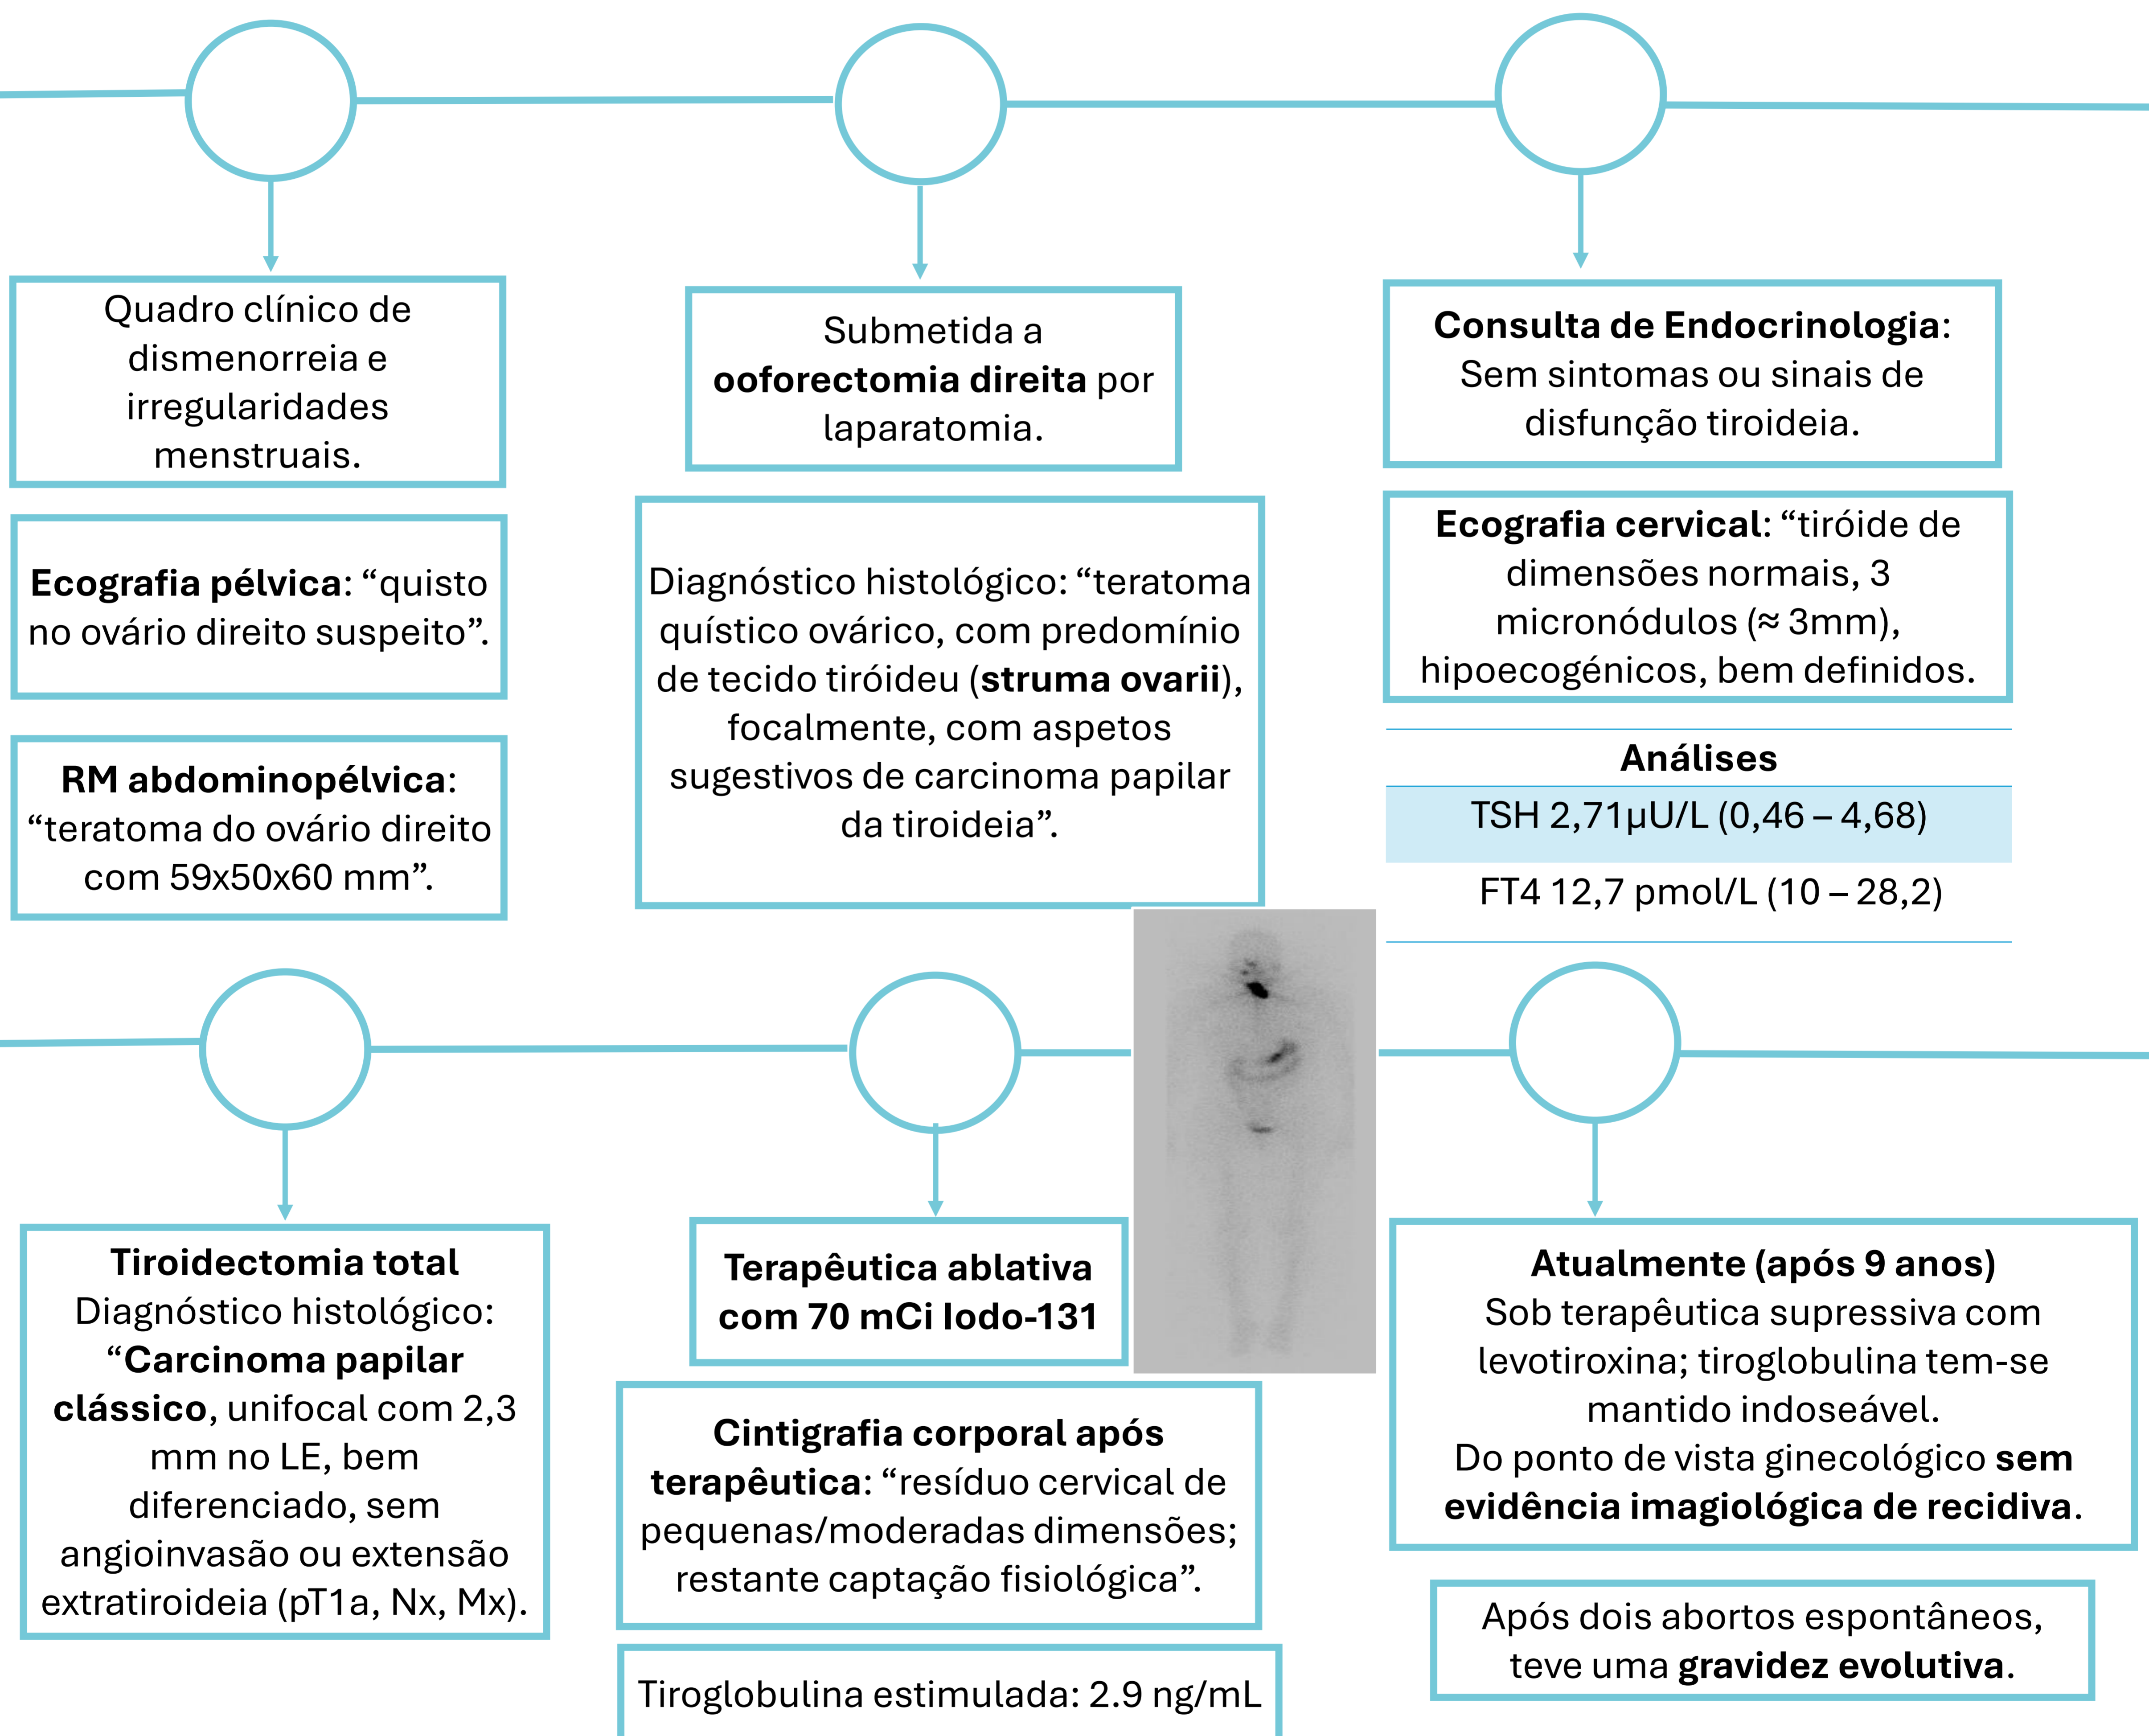 Quadro clínico de
dismenorreia e
irregularidades
menstruais.
Ecografia pélvica: “quisto
no ovário direito suspeito”.
RM abdominopélvica:
“teratoma do ovário direito
com 59x50x60 mm”.
Submetida a
ooforectomia direita por
laparatomia.
Diagnóstico histológico: “teratoma
quístico ovárico, com predomínio
de tecido tiróideu (struma ovarii),
focalmente, com aspetos
sugestivos de carcinoma papilar
da tiroideia”.
Consulta de Endocrinologia:
Sem sintomas ou sinais de
disfunção tiroideia.
Ecografia cervical: “tiróide de
dimensões normais, 3
micronódulos (≈ 3mm),
hipoecogénicos, bem definidos.
Análises
TSH 2,71µU/L (0,46 – 4,68)
FT4 12,7 pmol/L (10 – 28,2)
Tiroidectomia total
Diagnóstico histológico:
“Carcinoma papilar
clássico, unifocal com 2,3
mm no LE, bem
diferenciado, sem
angioinvasão ou extensão
extratiroideia (pT1a, Nx, Mx).
Terapêutica ablativa
com 70 mCi Iodo-131
Cintigrafia corporal após
terapêutica: “resíduo cervical de
pequenas/moderadas dimensões;
restante captação fisiológica”.
Tiroglobulina estimulada: 2.9 ng/mL
Atualmente (após 9 anos)
Sob terapêutica supressiva com
levotiroxina; tiroglobulina tem-se
mantido indoseável.
Do ponto de vista ginecológico sem
evidência imagiológica de recidiva.
Após dois abortos espontâneos,
teve uma gravidez evolutiva.